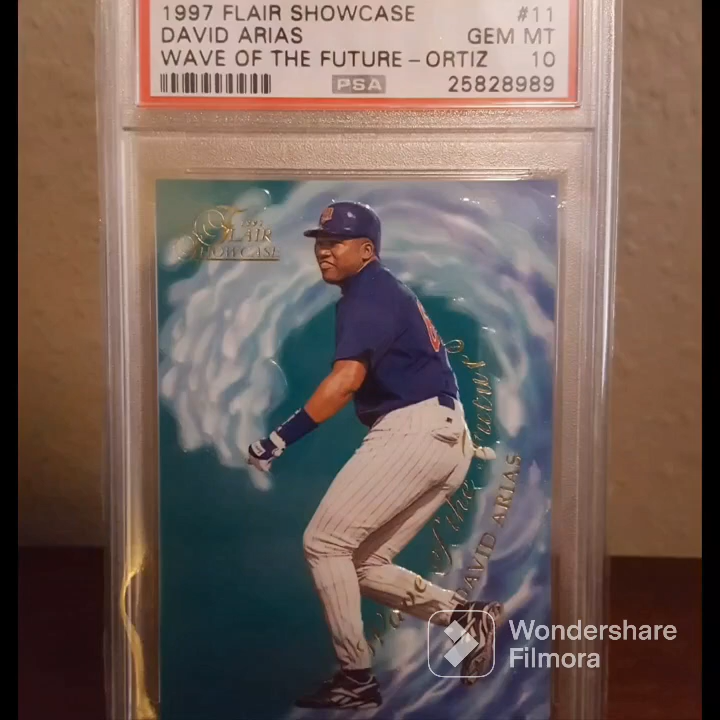 1997 FLAIR SHOWCASE #11
DAVID ARIAS GEM MT
WAVE OF THE FUTURE-ORTIZ 10
PSA 25828989
1997
FLAIR
SHOWCASE
Wave of the Future
DAVID ARIAS
Wondershare
Filmora